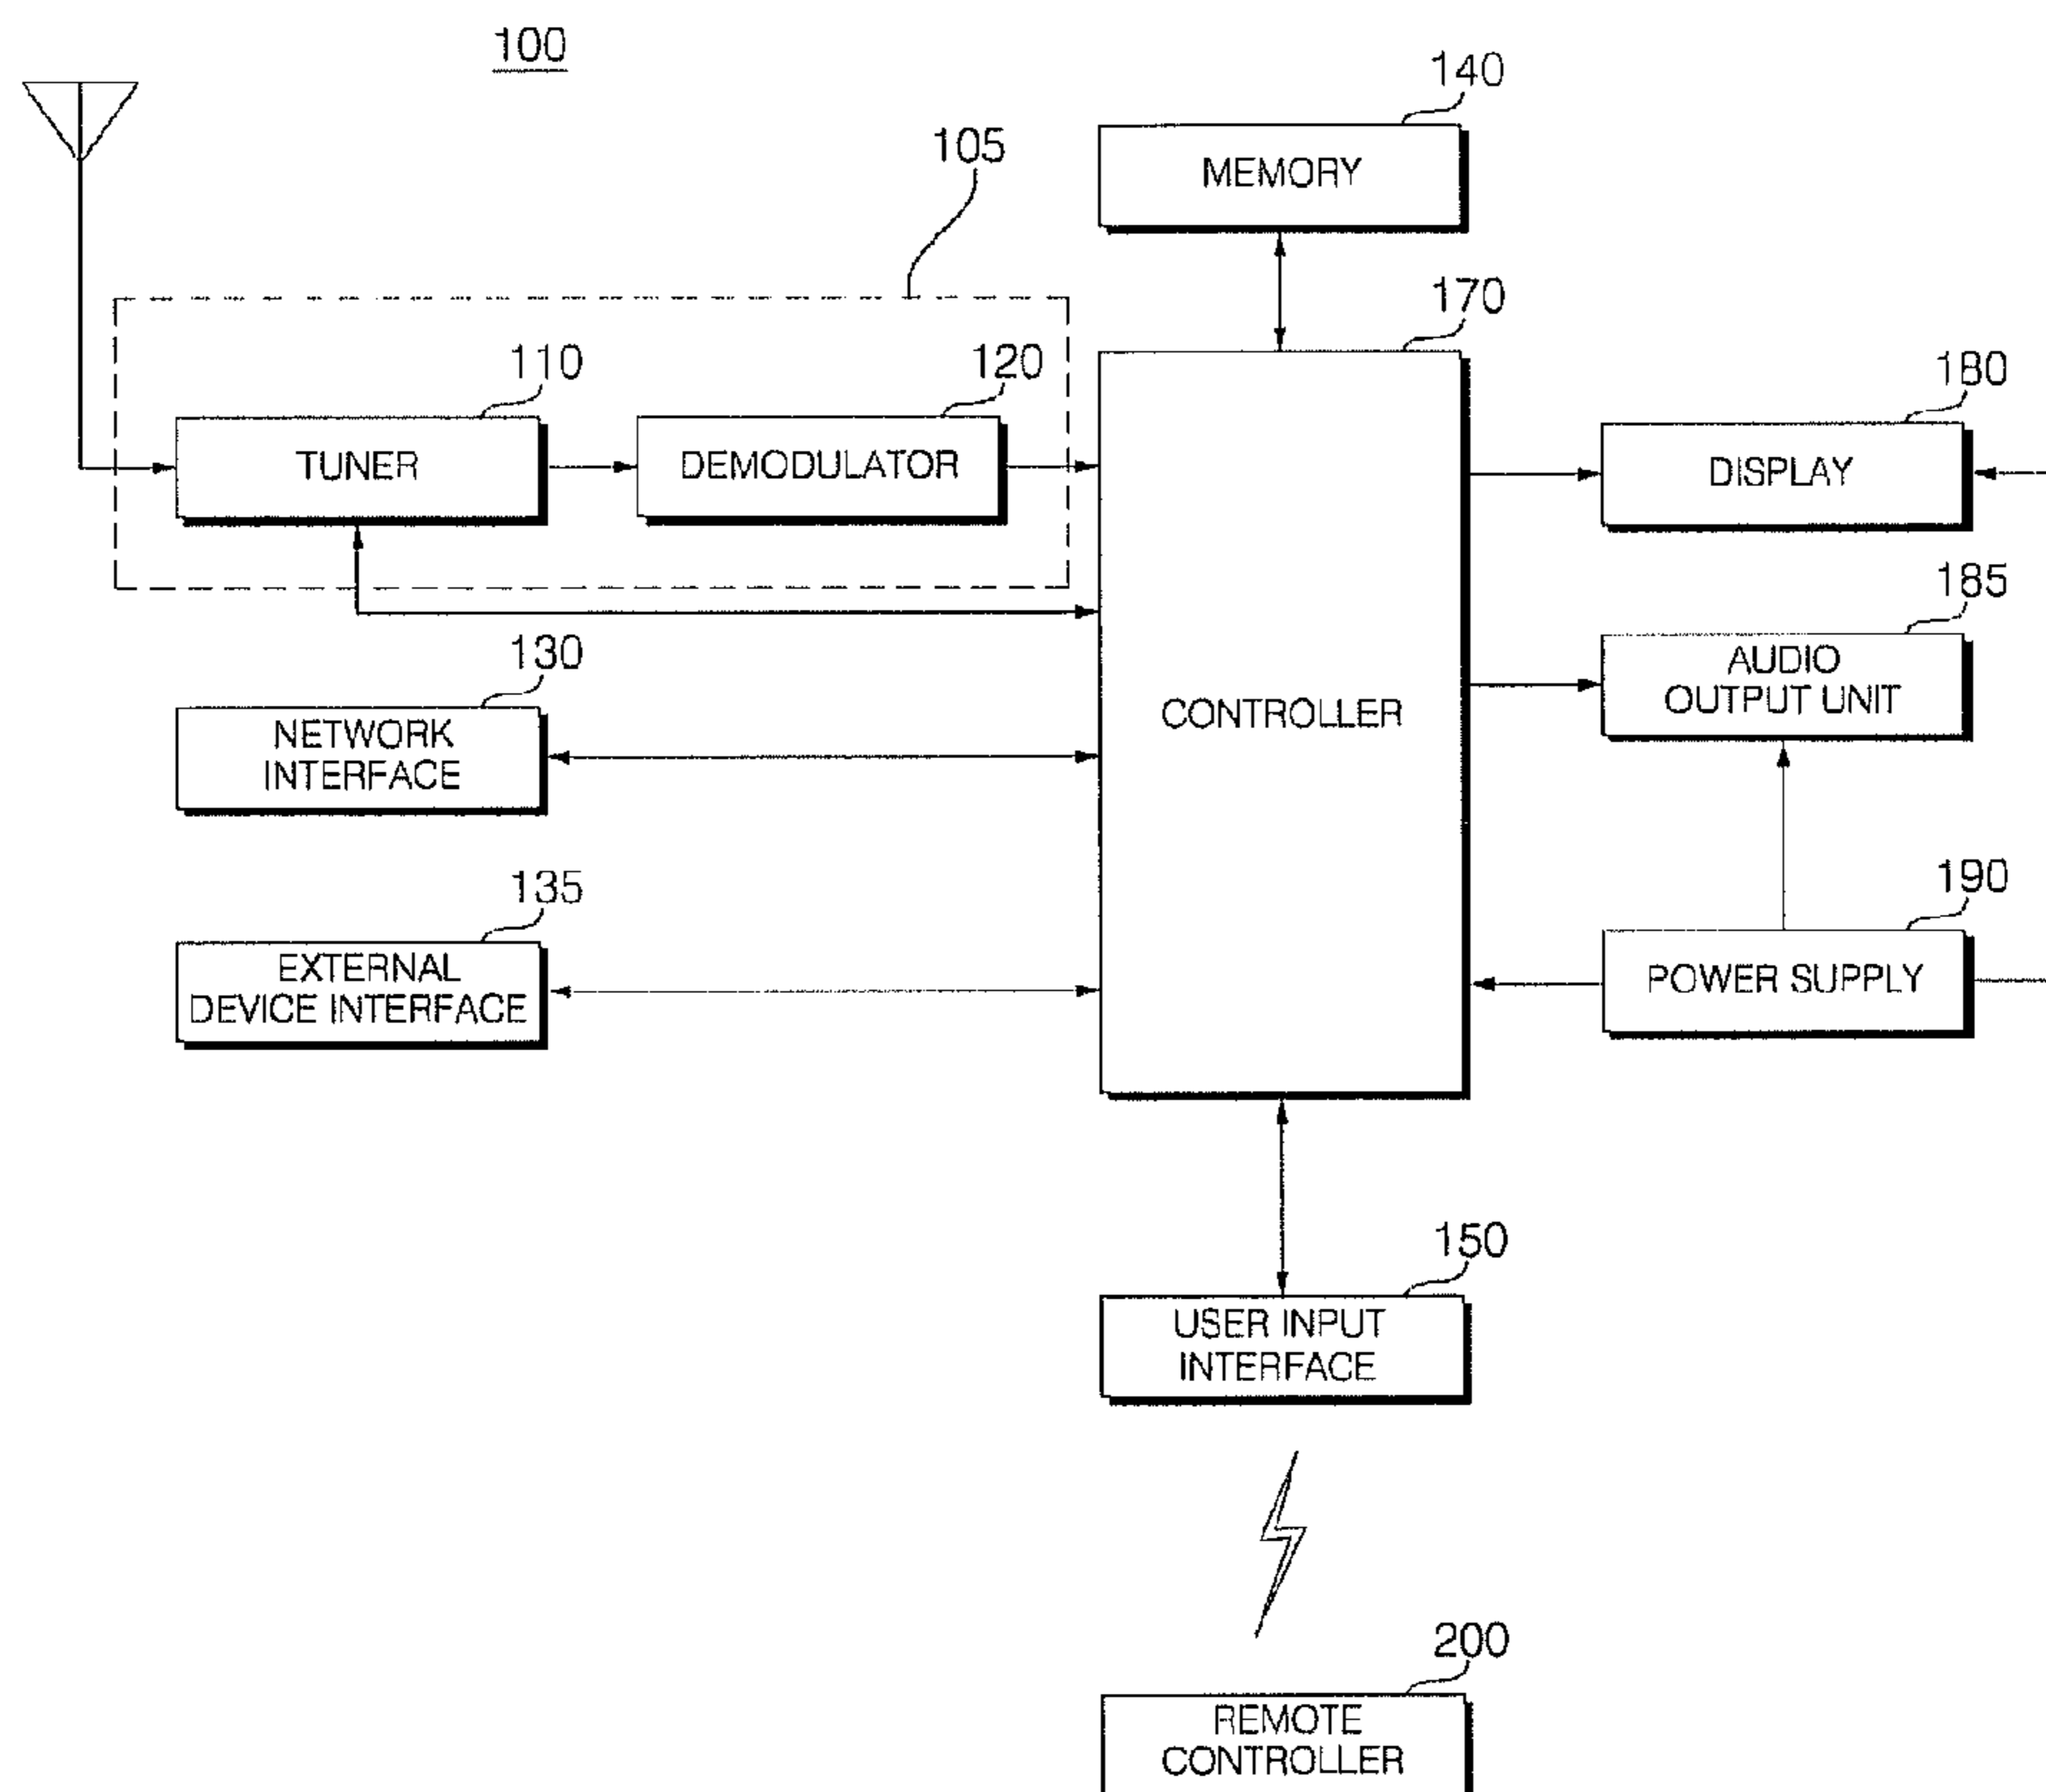 100
140
105
MEMORY
170
110
120
180
TUNER
DEMODULATOR
DISPLAY
185
130
AUDIO
OUTPUT UNIT
CONTROLLER
NETWORK
INTERFACE
135
190
EXTERNAL
DEVICE INTERFACE
POWER SUPPLY
150
USER INPUT
INTERFACE
200
REMOTE
CONTROLLER